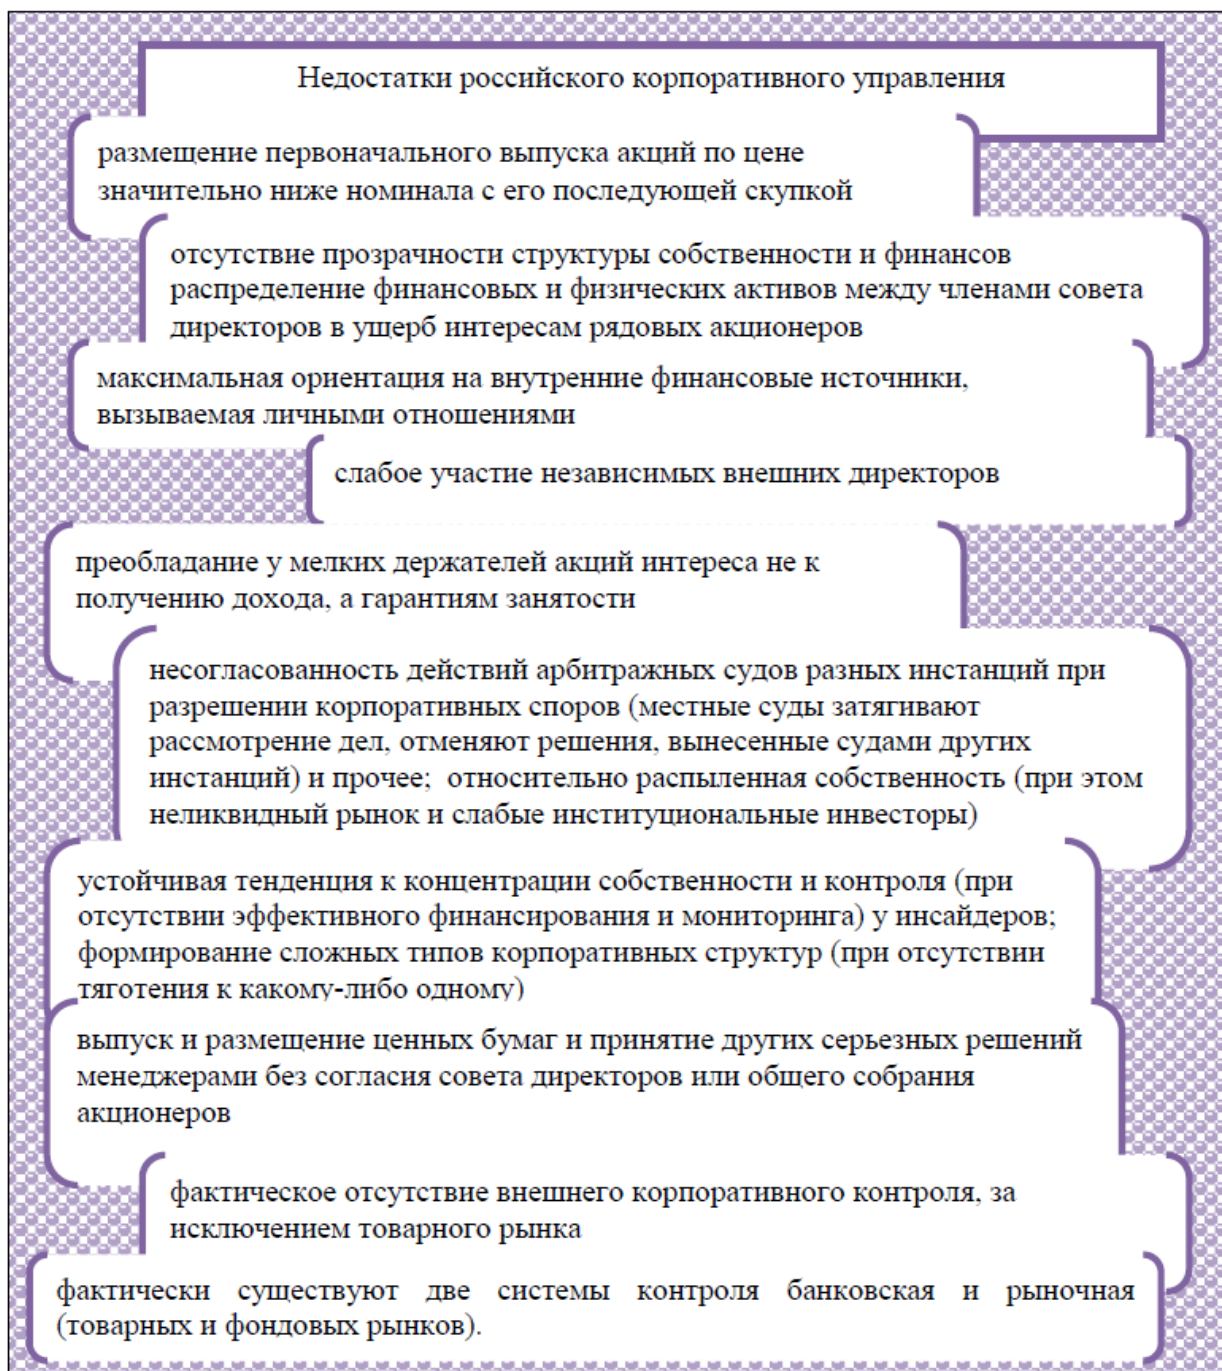 Недостатки российского корпоративного управления
размещение первоначального выпуска акций по цене
значительно ниже номинала с его последующей скупкой
отсутствие прозрачности структуры собственности и финансов
распределение финансовых и физических активов между членами совета
директоров в ущерб интересам рядовых акционеров
максимальная ориентация на внутренние финансовые источники,
вызываемая личными отношениями
слабое участие независимых внешних директоров
преобладание у мелких держателей акций интереса не к
получению дохода, а гарантиям занятости
несогласованность действий арбитражных судов разных инстанций при
разрешении корпоративных споров (местные суды затягивают
рассмотрение дел, отменяют решения, вынесенные судами других
инстанций) и прочее; относительно распыленная собственность (при этом
неликвидный рынок и слабые институциональные инвесторы)
устойчивая тенденция к концентрации собственности и контроля (при
отсутствии эффективного финансирования и мониторинга) у инсайдеров;
формирование сложных типов корпоративных структур (при отсутствии
тяготения к какому-либо одному)
выпуск и размещение ценных бумаг и принятие других серьезных решений
менеджерами без согласия совета директоров или общего собрания
акционеров
фактическое отсутствие внешнего корпоративного контроля, за
исключением товарного рынка
фактически существуют две системы контроля банковская и рыночная
(товарных и фондовых рынков).